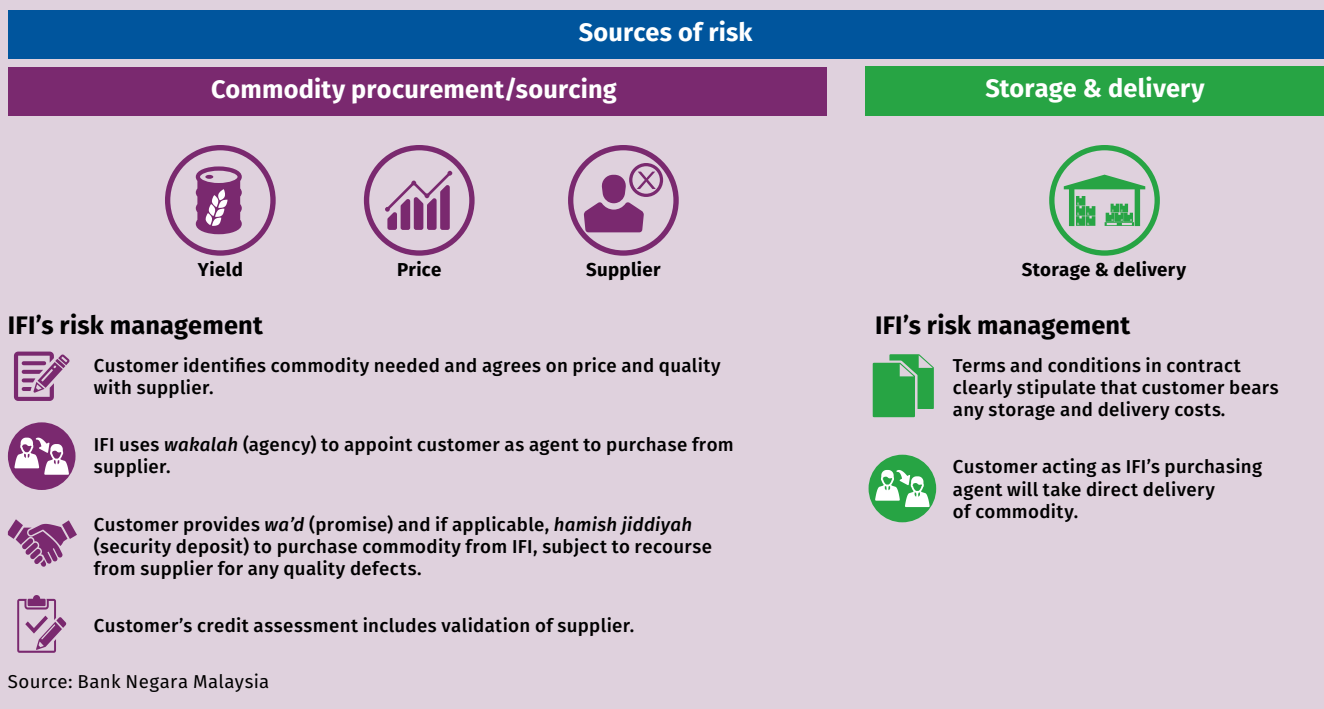 Sources of risk
Commodity procurement/sourcing
Yield
Price
Supplier
IFI’s risk management
Customer identifies commodity needed and agrees on price and quality
with supplier.
IFI uses wakalah (agency) to appoint customer as agent to purchase from
supplier.
Customer provides wa’d (promise) and if applicable, hamish jiddiyah
(security deposit) to purchase commodity from IFI, subject to recourse
from supplier for any quality defects.
Customer’s credit assessment includes validation of supplier.
Storage & delivery
Storage & delivery
IFI’s risk management
Terms and conditions in contract
clearly stipulate that customer bears
any storage and delivery costs.
Customer acting as IFI’s purchasing
agent will take direct delivery
of commodity.
Source: Bank Negara Malaysia